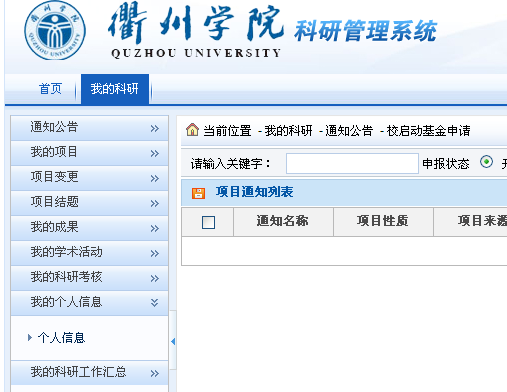 衢州学院 科研管理系统
QUZHOU UNIVERSITY
首页 我的科研
通知公告
我的项目
项目变更
项目结题
我的成果
我的学术活动
我的科研考核
我的个人信息
个人信息
我的科研工作汇总
当前位置 -我的科研 -通知公告 -校启动基金申请
请输入关键字： 申报状态
项目通知列表
通知名称 项目性质 项目来源